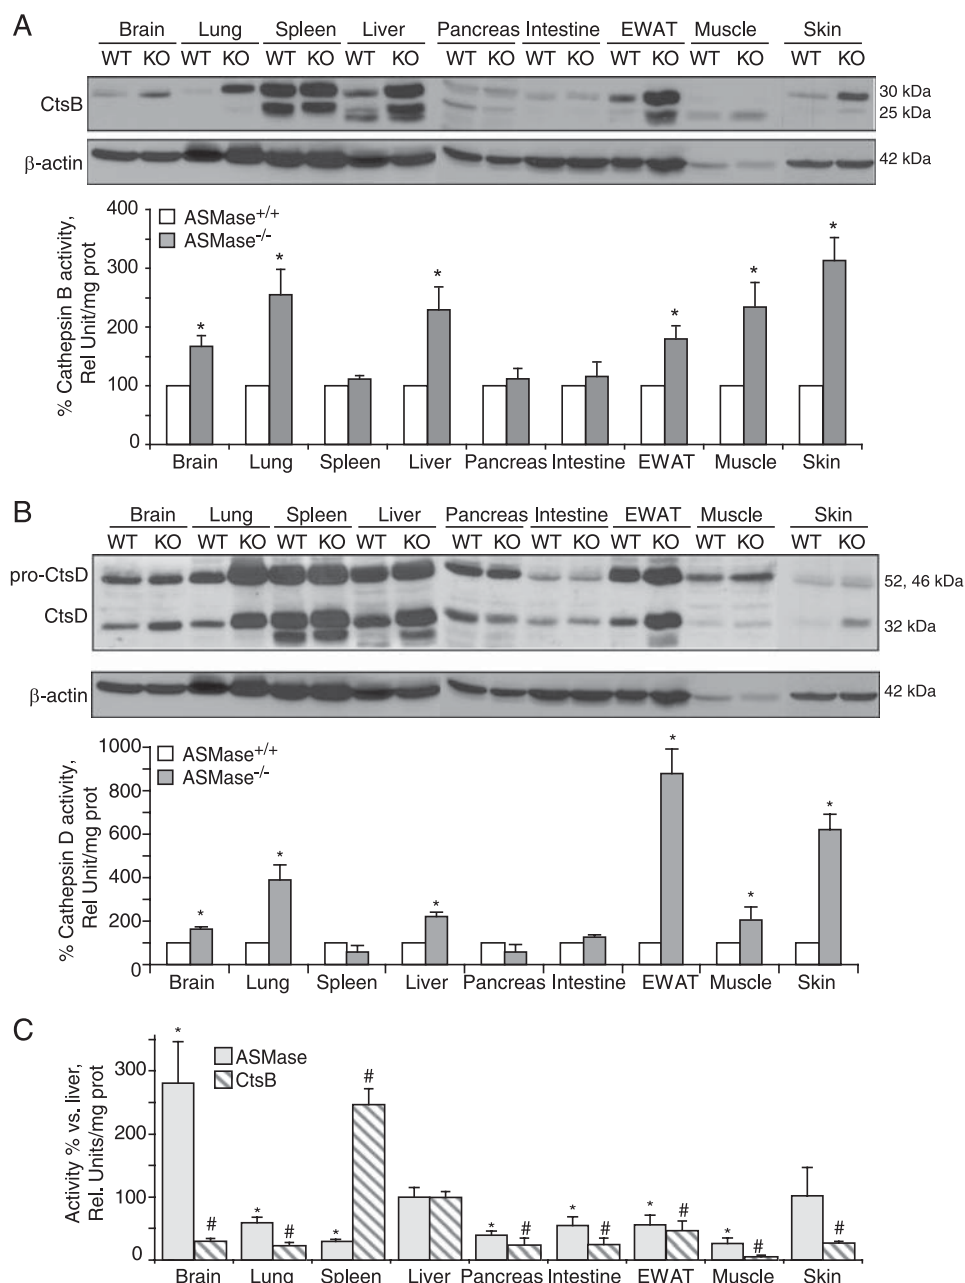 A
Brain Lung Spleen Liver Pancreas Intestine EWAT Muscle Skin
WT KO WT KO WT KO WT KO WT KO WT KO WT KO WT KO WT KO
CtsB
30 kDa
25 kDa
β-actin
42 kDa
% Cathepsin B activity,
Rel Unit/mg prot
400
300
200
100
0
ASMase+/+
ASMase-/-
* * * * * *
Brain Lung Spleen Liver Pancreas Intestine EWAT Muscle Skin
B
Brain Lung Spleen Liver Pancreas Intestine EWAT Muscle Skin
WT KO WT KO WT KO WT KO WT KO WT KO WT KO WT KO WT KO
pro-CtsD
52, 46 kDa
CtsD
32 kDa
β-actin
42 kDa
% Cathepsin D activity,
Rel Unit/mg prot
1000
800
600
400
200
0
ASMase+/+
ASMase-/-
* * * * * *
Brain Lung Spleen Liver Pancreas Intestine EWAT Muscle Skin
C
Activity % vs. liver,
Rel. Units/mg prot
300
200
100
0
ASMase
CtsB
* # * # * # * # * # * # * # #
Brain Lung Spleen Liver Pancreas Intestine EWAT Muscle Skin